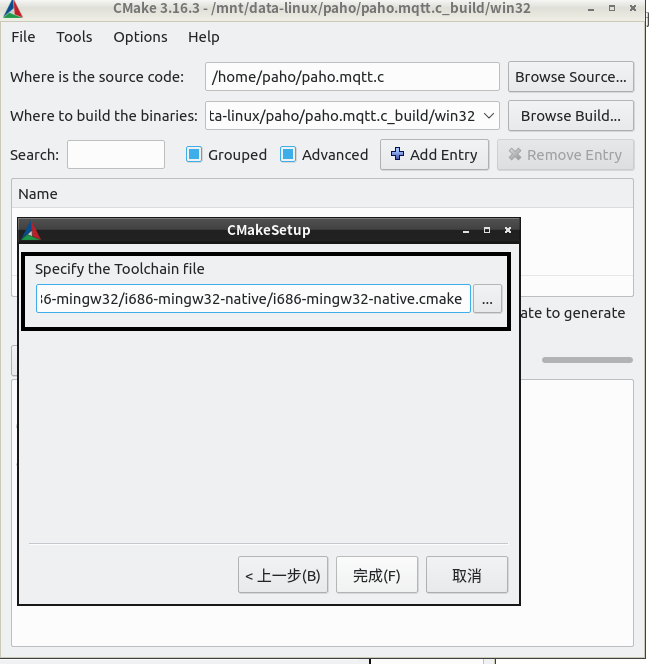 CMake 3.16.3 - /mnt/data-linux/paho/paho.mqtt.c_build/win32
File Tools Options Help
Where is the source code: /home/paho/paho.mqtt.c Browse Source...
Where to build the binaries: ta-linux/paho/paho.mqtt.c_build/win32 Browse Build...
Search: Grouped Advanced Add Entry Remove Entry
Name
CMakeSetup
Specify the Toolchain file
36-mingw32/i686-mingw32-native/i686-mingw32-native.cmake ...
ate to generate
< 上一步(B) 完成(F) 取消